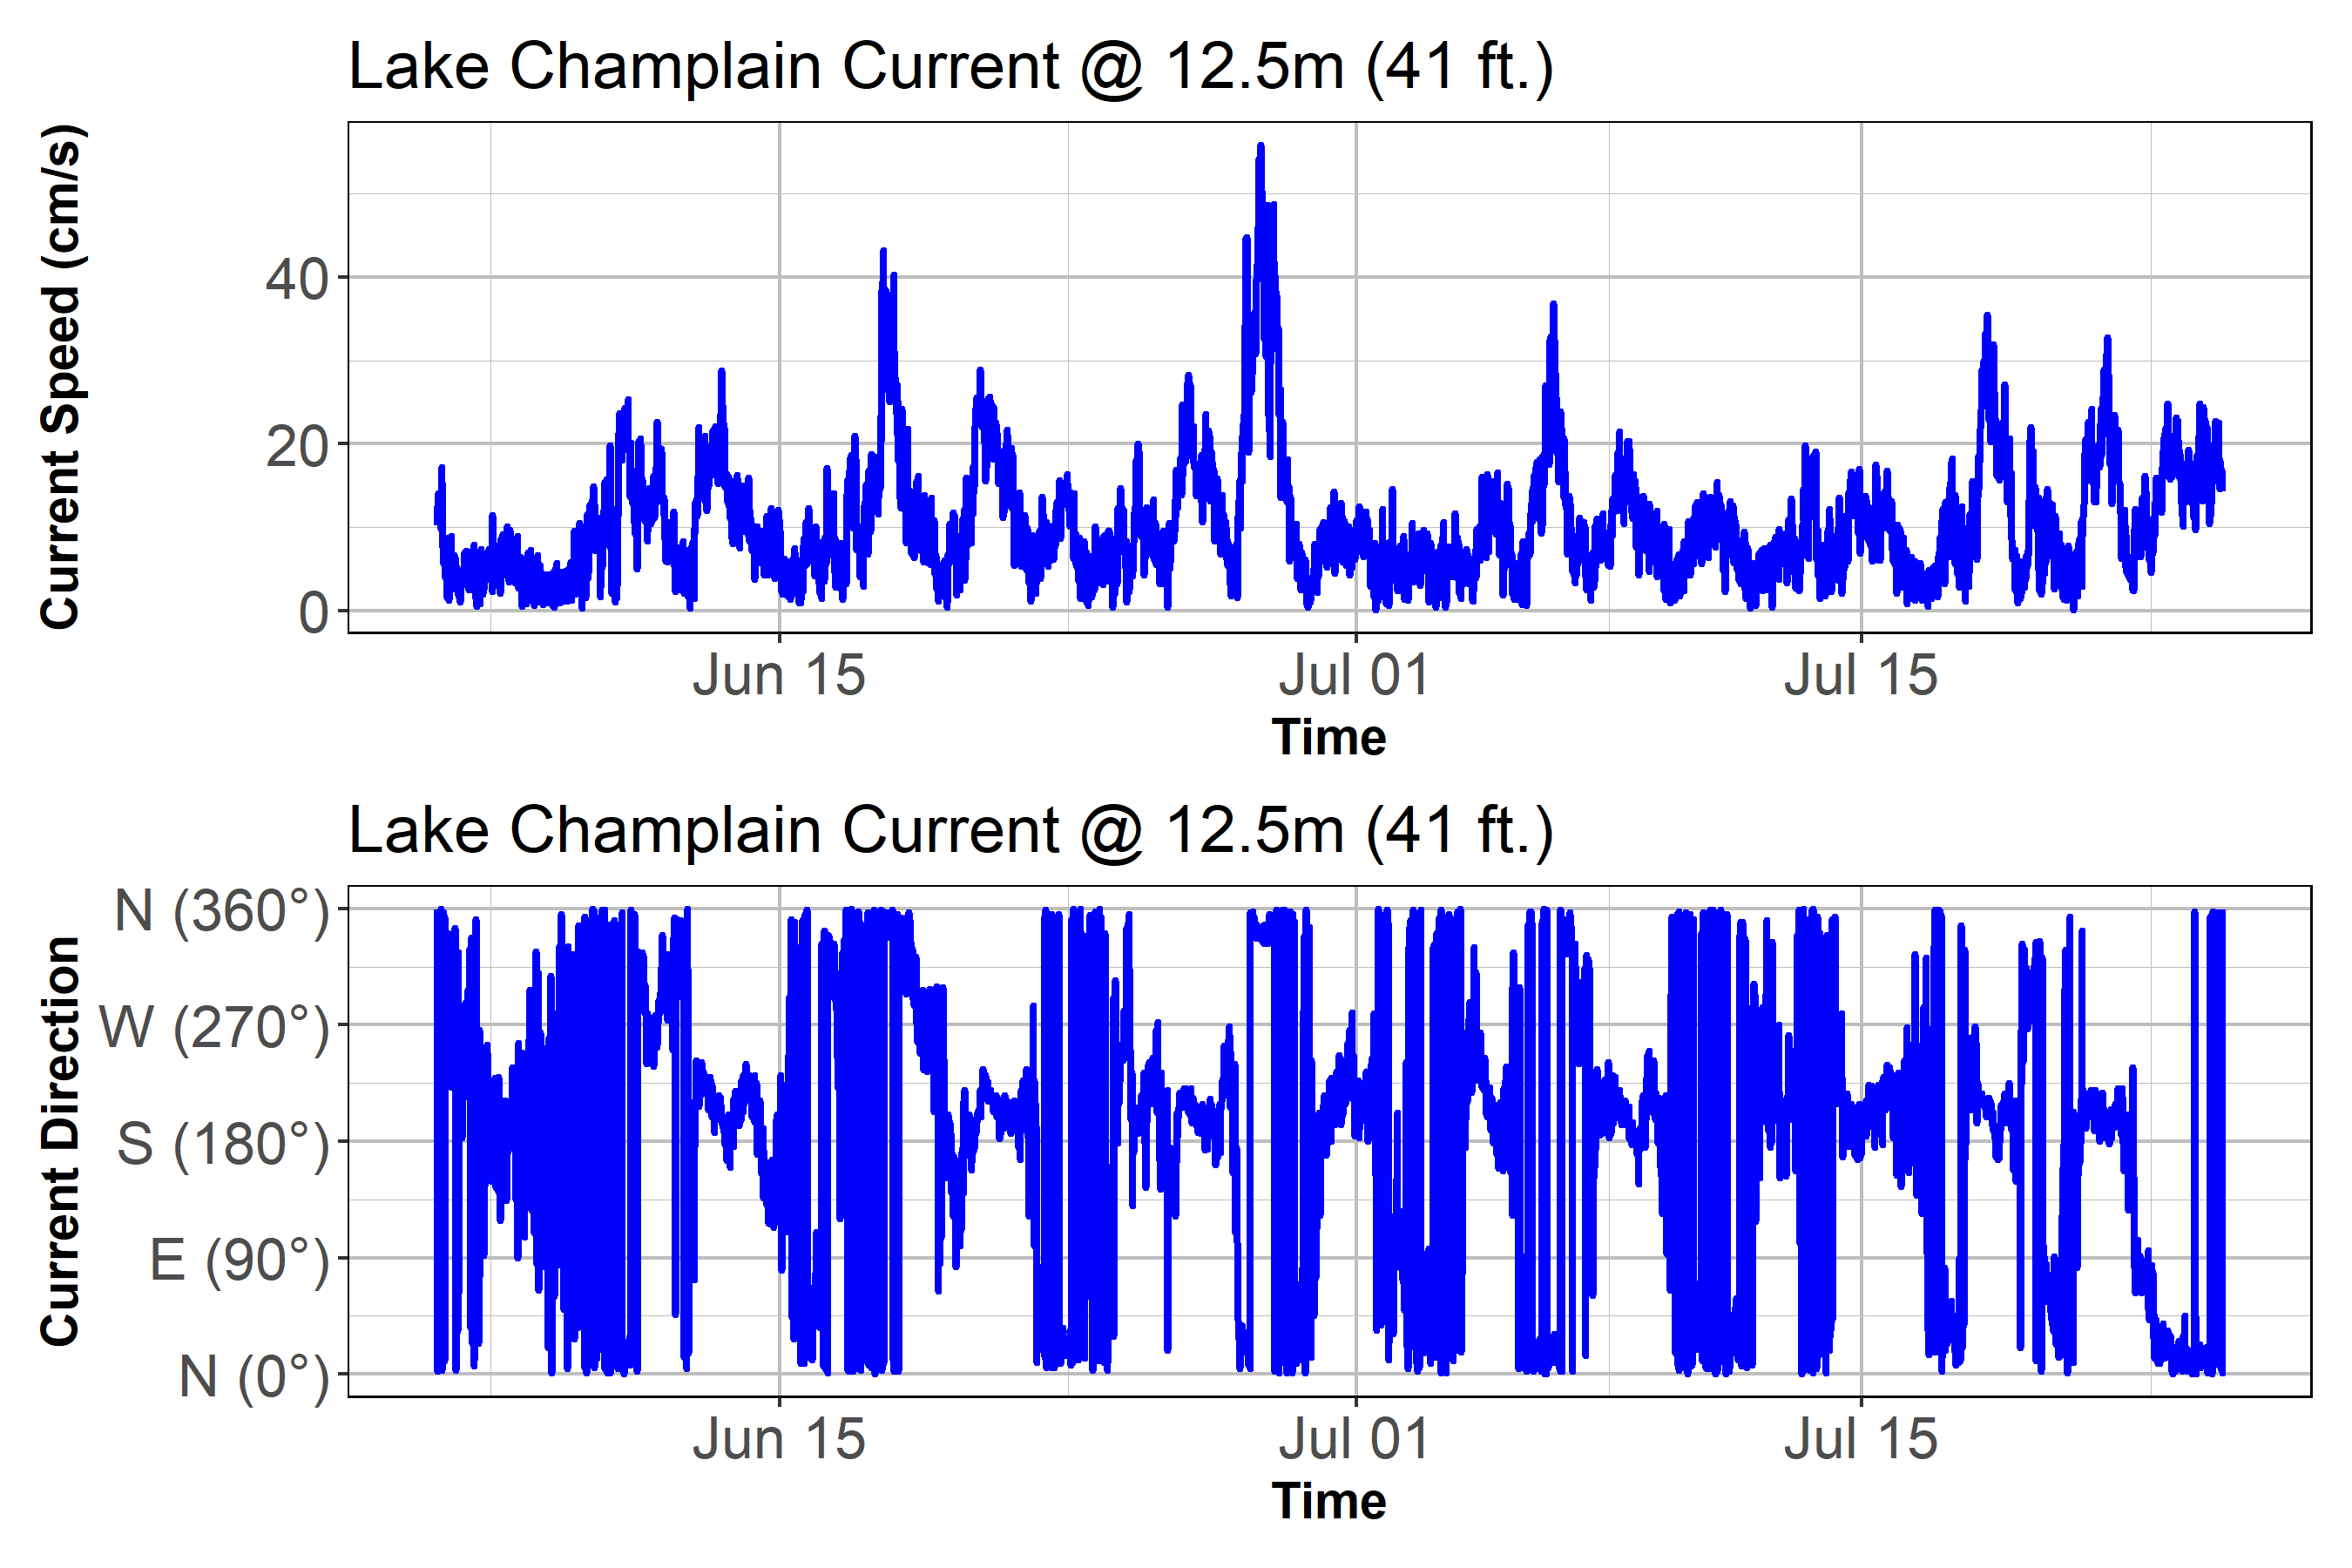 Lake Champlain Current @ 12.5m (41 ft.)
Current Speed (cm/s)
40
20
0
Jun 15
Jul 01
Jul 15
Time
Lake Champlain Current @ 12.5m (41 ft.)
Current Direction
N (360°)
W (270°)
S (180°)
E (90°)
N (0°)
Jun 15
Jul 01
Jul 15
Time